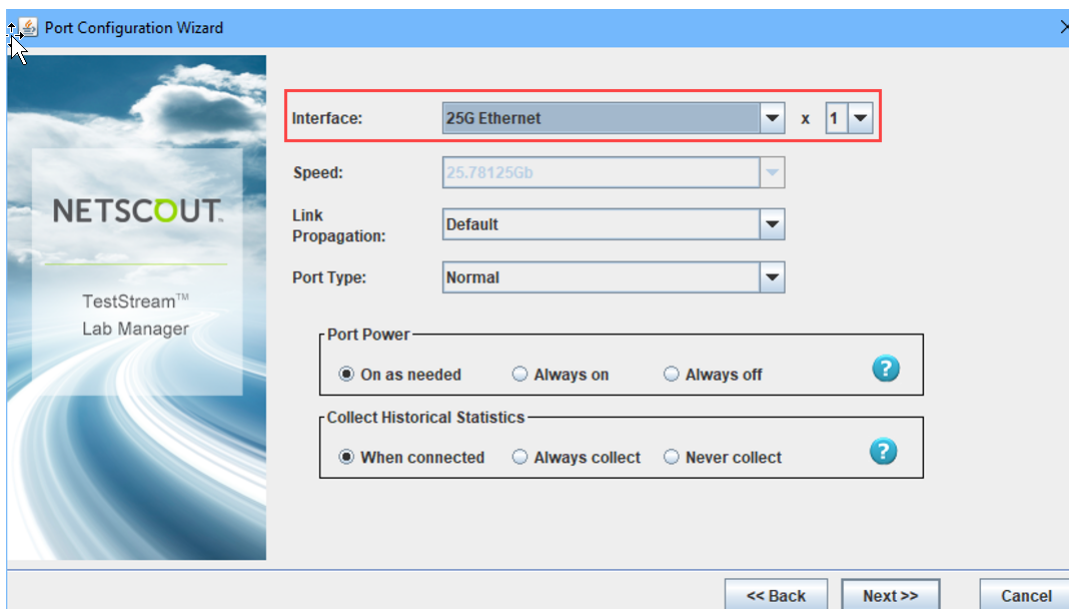 Port Configuration Wizard
NETSCOUT™
TestStream™
Lab Manager
Interface: 25G Ethernet x 1
Speed: 25.78125Gb
Link
Propagation: Default
Port Type: Normal
Port Power
On as needed Always on Always off ?
Collect Historical Statistics
When connected Always collect Never collect ?
<< Back Next >> Cancel